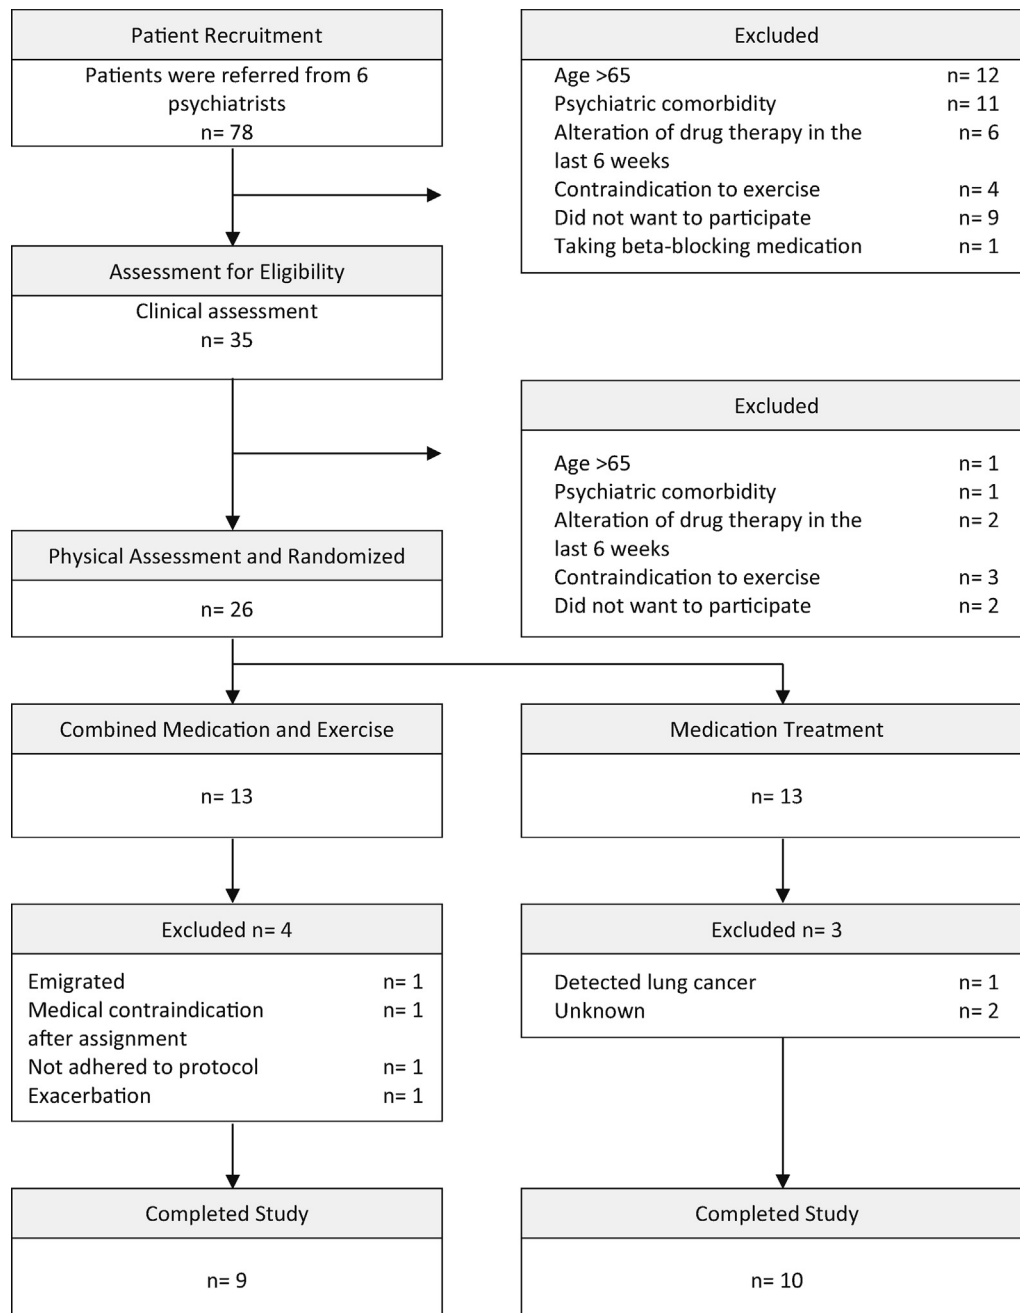 Patient Recruitment
Patients were referred from 6
psychiatrists
n= 78
Excluded
Age >65 n= 12
Psychiatric comorbidity n= 11
Alteration of drug therapy in the n= 6
last 6 weeks
Contraindication to exercise n= 4
Did not want to participate n= 9
Taking beta-blocking medication n= 1
Assessment for Eligibility
Clinical assessment
n= 35
Excluded
Age >65 n= 1
Psychiatric comorbidity n= 1
Alteration of drug therapy in the n= 2
last 6 weeks
Contraindication to exercise n= 3
Did not want to participate n= 2
Physical Assessment and Randomized
n= 26
Combined Medication and Exercise
n= 13
Medication Treatment
n= 13
Excluded n= 4
Emigrated n= 1
Medical contraindication n= 1
after assignment
Not adhered to protocol n= 1
Exacerbation n= 1
Excluded n= 3
Detected lung cancer n= 1
Unknown n= 2
Completed Study
n= 9
Completed Study
n= 10